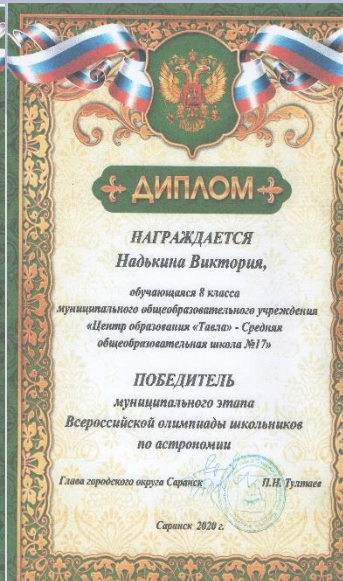 ДИПЛОМ
НАГРАЖДАЕТСЯ
Надькина Виктория,
обучающаяся 8 класса
муниципального общеобразовательного учреждения
«Центр образования «Тавла» - Средняя
общеобразовательная школа №17»
ПОБЕДИТЕЛЬ
муниципального этапа
Всероссийской олимпиады школьников
по астрономии
Глава городского округа Саранск П.Н. Тултаев
Саранск 2020 г.